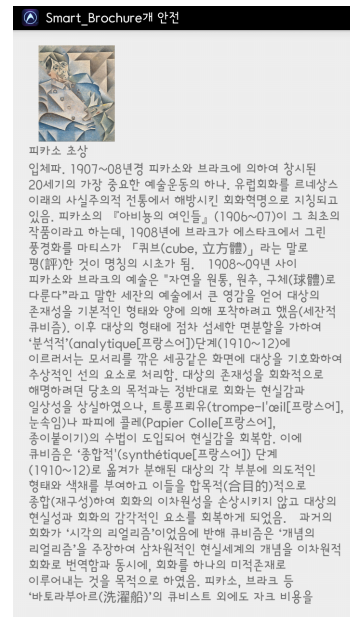 Smart_Brochure개 안전
피카소 초상
입체파. 1907~08년경 피카소와 브라크에 의하여 창시된
20세기의 가장 중요한 예술운동의 하나. 유럽회화를 르네상스
이래의 사실주의적 전통에서 해방시킨 회화혁명으로 지칭되고
있음. 피카소의 『아비뇽의 여인들』(1906~07)이 그 최초의
작품이라고 하는데, 1908년에 브라크가 에스타크에서 그린
풍경화를 마티스가 「퀴브(cube, 立方體)」라는 말로
평(評)한 것이 명칭의 시초가 됨. 1908~09년 사이
피카소와 브라크의 예술은 "자연을 원통, 원추, 구체(球體)로
다룬다"라고 말한 세잔의 예술에서 큰 영감을 얻어 대상의
존재성을 기본적인 형태와 양에 의해 포착하려고 했음(세잔적
큐비즘). 이후 대상의 형태에 점차 섬세한 면분할을 가하여
'분석적'(analytique[프랑스어])단계(1910~12)에
이르러서는 모서리를 깎은 세공같은 화면에 대상을 기호화하여
추상적인 선의 요소로 처리함. 대상의 존재성을 회화적으로
해명하려던 당초의 목적과는 정반대로 회화는 현실감과
일상성을 상실하였으나, 트롱프뢰유(trompe-l'œil[프랑스어],
눈속임)나 파피에 콜레(Papier Colle[프랑스어],
종이붙이기)의 수법이 도입되어 현실감을 회복함. 이에
큐비즘은 '종합적'(synthétique[프랑스어]) 단계
(1910~12)로 옮겨가 분해된 대상의 각 부분에 의도적인
형태와 색채를 부여하고 이들을 합목적(合目的)적으로
종합(재구성)하여 회화의 이차원성을 손상시키지 않고 대상의
현실성과 회화의 감각적인 요소를 회복하게 되었음. 과거의
회화가 '시각의 리얼리즘'이었음에 반해 큐비즘은 '개념의
리얼리즘'을 주장하여 삼차원적인 현실세계의 개념을 이차원적
회화로 번역함과 동시에, 회화를 하나의 미적존재로
이루어내는 것을 목적으로 하였음. 피카소, 브라크 등
'바토라부아르(洗濯船)'의 큐비스트 외에도 자크 비용을